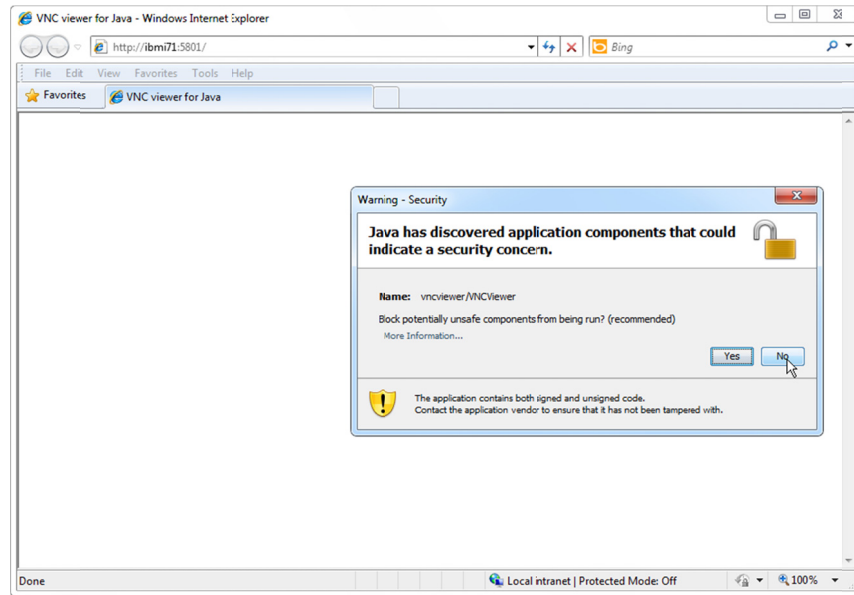 VNC viewer for Java - Windows Internet Explorer
http://ibmi71:5801/
Bing
File Edit View Favorites Tools Help
Favorites
VNC viewer for Java
Warning - Security
Java has discovered application components that could
indicate a security concern.
Name: vncviewer/VNCViewer
Block potentially unsafe components from being run? (recommended)
More Information...
Yes
No
The application contains both signed and unsigned code.
Contact the application vendor to ensure that it has not been tampered with.
Done
Local intranet | Protected Mode: Off
100%